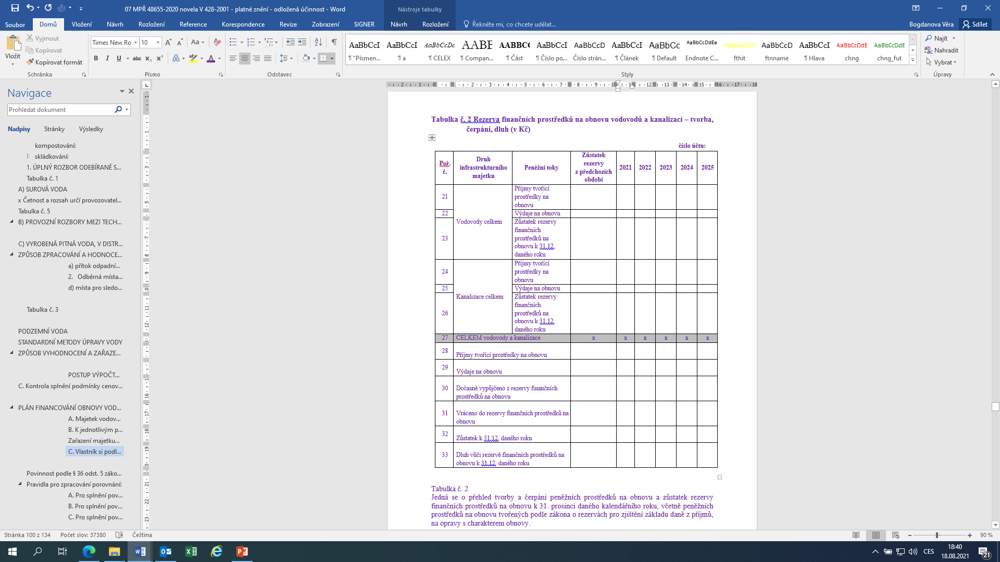 07 MPŘ 48655-2020 novela V 428-2001 - platné znění - odložená účinnost - Word
Nástroje tabulky
Soubor Domů Vložení Návrh Rozložení Reference Korespondence Revize Zobrazení SIGNER Návrh Rozložení Řekněte mi, co chcete udělat... Bogdanova Věra Sdílet
Vložit
Vyjmout
Kopírovat
Kopírovat formát
Schránka
Times New Ro 10
Písmo
Odstavec
AaBbCcI AaBbCcI AaBbCcDc AABE AABBCC AaBbCcI AaBbCcD AaBbCcI AaBbCc AaBbCcDdEe AaBbCcDdE AaBbCcD AaBbCcI AaBbCcDdE AaBbCcDdE
¶ "Písmen... ¶ a ¶ CELEX ¶ Compan... ¶ Část ¶ Číslo po... Číslo strán... ¶ Článek ¶ Default Endnote C... fthit ftnname ¶ Hlava chng chng_fut
Styly
Najít
Nahradit
Vybrat
Úpravy
Navigace
Prohledat dokument
Nadpisy Stránky Výsledky
kompostování:
skládkování:
1. ÚPLNÝ ROZBOR ODEBÍRANÉ S...
Tabulka č. 1
A) SUROVÁ VODA
x Četnost a rozsah určí provozovatel...
Tabulka č. 5
B) PROVOZNÍ ROZBORY MEZI TECH...
C) VYROBENÁ PITNÁ VODA, V DISTR...
ZPŮSOB ZPRACOVÁNÍ A HODNOCE...
a) přítok odpadní...
2. Odběrná místa...
d) místa pro sledo...
Tabulka č. 3
PODZEMNÍ VODA
STANDARDNÍ METODY ÚPRAVY VODY
ZPŮSOB VYHODNOCENÍ A ZAŘAZE...
POSTUP VÝPOČT...
C. Kontrola splnění podmínky cenov...
PLÁN FINANCOVÁNÍ OBNOVY VOD...
A. Majetek vodov...
B. K jednotlivým p...
Zařazení majetku...
C. Vlastník si podl...
Povinnost podle § 36 odst. 5 záko...
Pravidla pro zpracování porovnání:
A. Pro splnění pov...
B. Pro splnění pov...
C. Pro splnění pov...
Tabulka č. 2 Rezerva finančních prostředků na obnovu vodovodů a kanalizací – tvorba,
čerpání, dluh (v Kč)
číslo účtu:
Poř. č. Druh infrastrukturního majetku Peněžní toky Zůstatek rezervy z předchozích období 2021 2022 2023 2024 2025
21 Vodovody celkem Příjmy tvořící prostředky na obnovu
22 Výdaje na obnovu
23 Zůstatek rezervy finančních prostředků na obnovu k 31.12. daného roku
24 Kanalizace celkem Příjmy tvořící prostředky na obnovu
25 Výdaje na obnovu
26 Zůstatek rezervy finančních prostředků na obnovu k 31.12. daného roku
27 CELKEM vodovody a kanalizace x x x x x x
28 Příjmy tvořící prostředky na obnovu
29 Výdaje na obnovu
30 Dočasně vypůjčeno z rezervy finančních prostředků na obnovu
31 Vráceno do rezervy finančních prostředků na obnovu
32 Zůstatek k 31.12. daného roku
33 Dluh vůči rezervě finančních prostředků na obnovu k 31.12. daného roku
Tabulka č. 2
Jedná se o přehled tvorby a čerpání peněžních prostředků na obnovu a zůstatek rezervy
finančních prostředků na obnovu k 31. prosinci daného kalendářního roku, včetně peněžních
prostředků na obnovu tvořených podle zákona o rezervách pro zjištění základu daně z příjmů,
na opravy s charakterem obnovy.
Stránka 100 z 134 Počet slov: 37380 Čeština 90 %
CES 18:40
18.08.2021
21